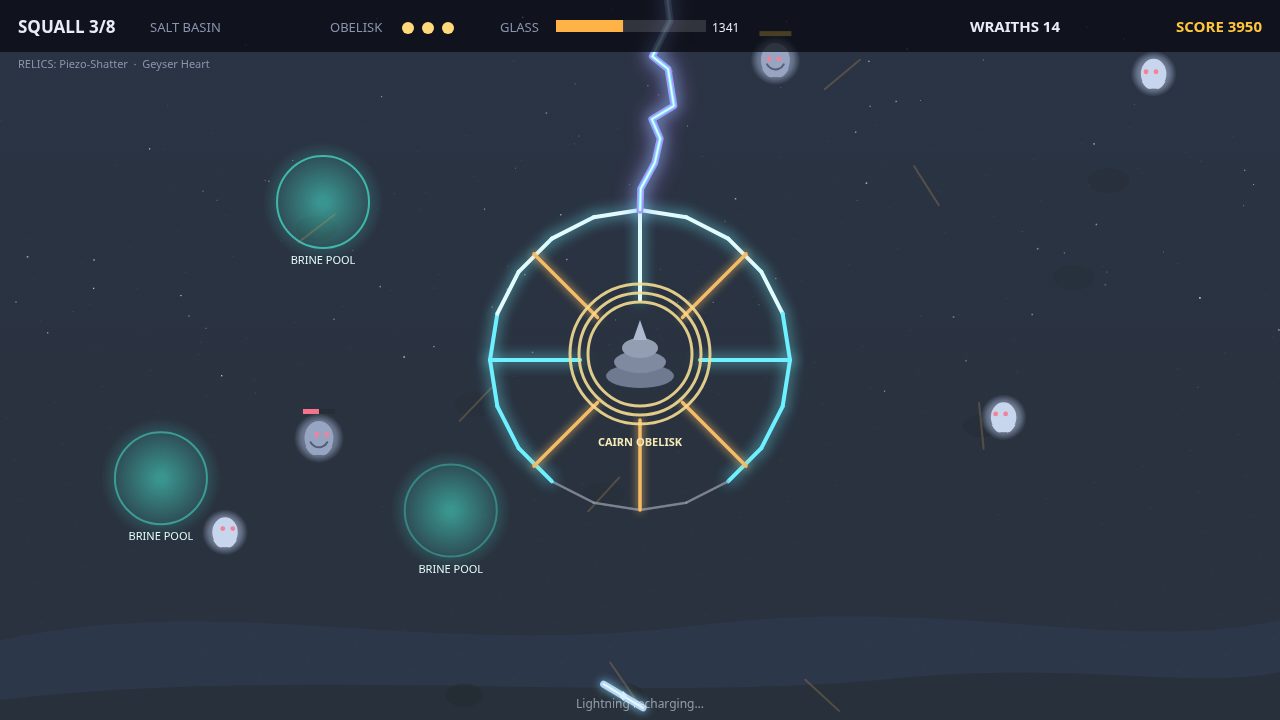 SQUALL 3/8 SALT BASIN OBELISK GLASS 1341 WRAITHS 14 SCORE 3950
RELICS: Piezo-Shatter · Geyser Heart
BRINE POOL
CAIRN OBELISK
BRINE POOL
BRINE POOL
Lightning recharging...